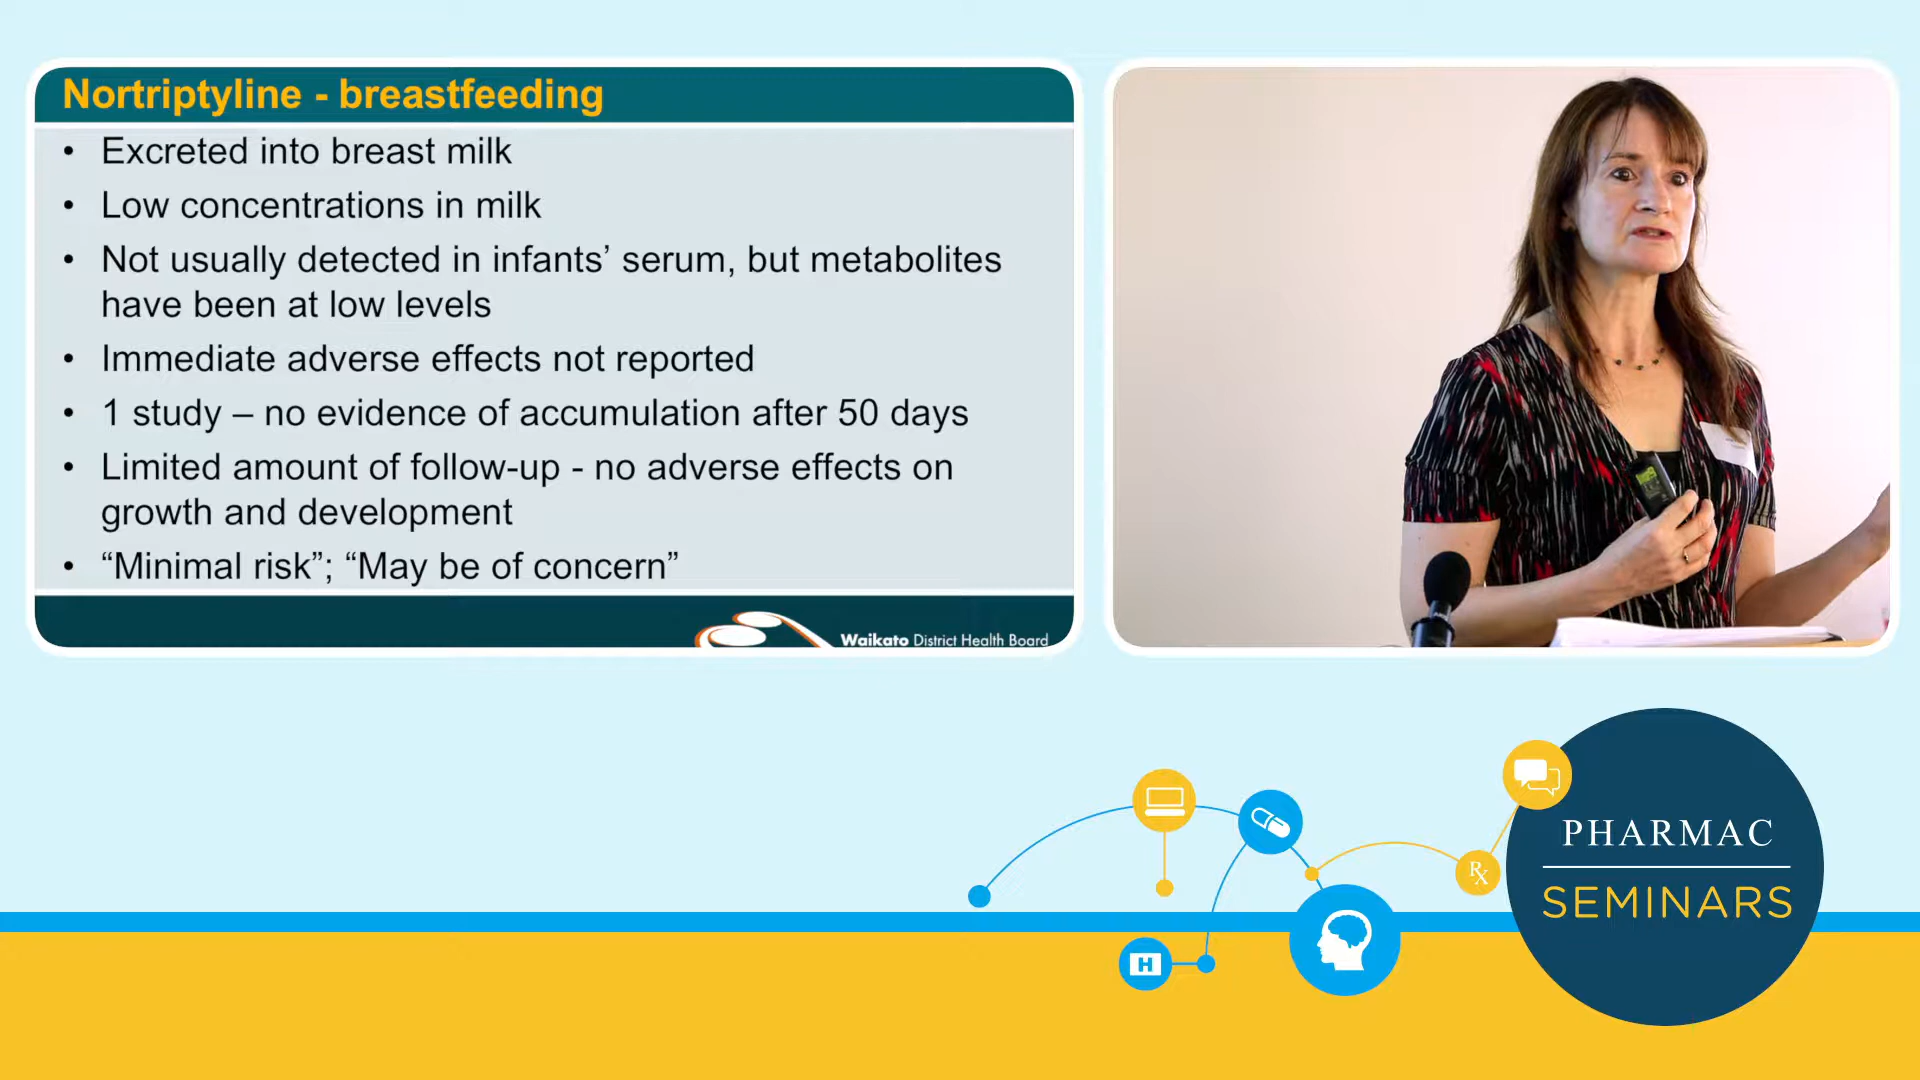 Nortriptyline - breastfeeding
• Excreted into breast milk
• Low concentrations in milk
• Not usually detected in infants’ serum, but metabolites
have been at low levels
• Immediate adverse effects not reported
• 1 study – no evidence of accumulation after 50 days
• Limited amount of follow-up - no adverse effects on
growth and development
• “Minimal risk”; “May be of concern”
Waikato District Health Board
PHARMAC
SEMINARS
Rx
H